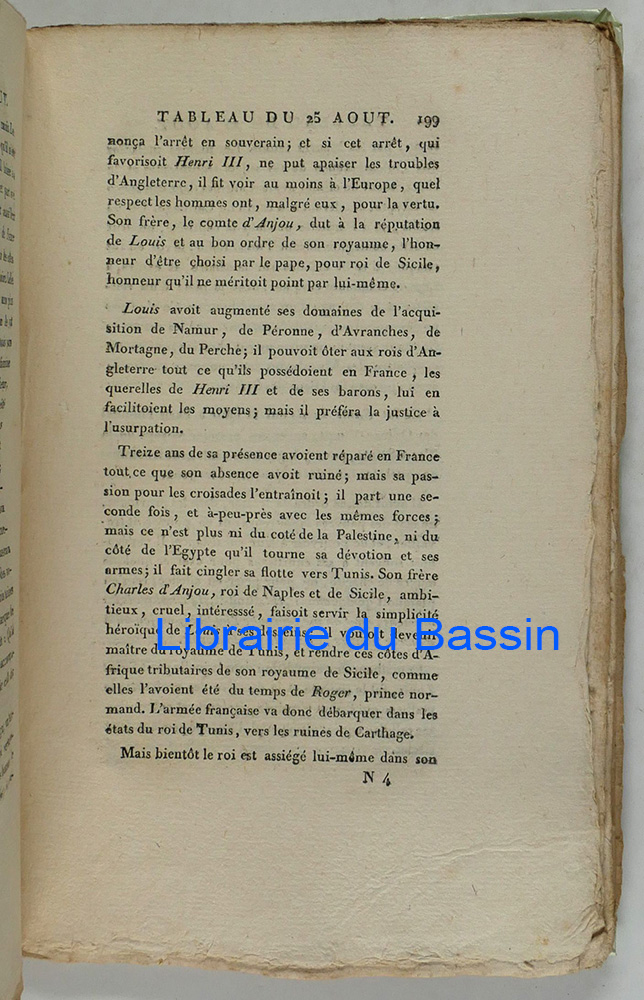 TABLEAU DU 25 AOUT. 199
nonça l'arrêt en souverain; et si cet arrêt, qui
favorisoit Henri III, ne put apaiser les troubles
d'Angleterre, il fit voir au moins à l'Europe, quel
respect les hommes ont, malgré eux, pour la vertu.
Son frère, le comte d'Anjou, dut à la réputation
de Louis et au bon ordre de son royaume, l'hon-
neur d'être choisi par le pape, pour roi de Sicile,
honneur qu'il ne méritoit point par lui-même.
Louis avoit augmenté ses domaines de l'acqui-
sition de Namur, de Péronne, d'Avranches, de
Mortagne, du Perche; il pouvoit ôter aux rois d'An-
gleterre tout ce qu'ils possédoient en France, les
querelles de Henri III et de ses barons, lui en
facilitoient les moyens; mais il préféra la justice à
l'usurpation.
Treize ans de sa présence avoient réparé en France
tout ce que son absence avoit ruiné; mais sa pas-
sion pour les croisades l'entraînoit; il part une se-
conde fois, et à-peu-près avec les mêmes forces;
mais ce n'est plus ni du coté de la Palestine, ni du
côté de l'Egypte qu'il tourne sa dévotion et ses
armes; il fait cingler sa flotte vers Tunis. Son frère
Charles d'Anjou, roi de Naples et de Sicile, ambi-
tieux, cruel, intéresssé, faisoit servir la simplicité
héroïque de Louis à ses desseins. il vouloit devenir
maître du royaume de Tunis, et rendre ces côtes d'A-
frique tributaires de son royaume de Sicile, comme
elles l'avoient été du temps de Roger, prince nor-
mand. L'armée française va donc débarquer dans les
états du roi de Tunis, vers les ruines de Carthage.
Mais bientôt le roi est assiégé lui-même dans son
N 4
Librairie du Bassin